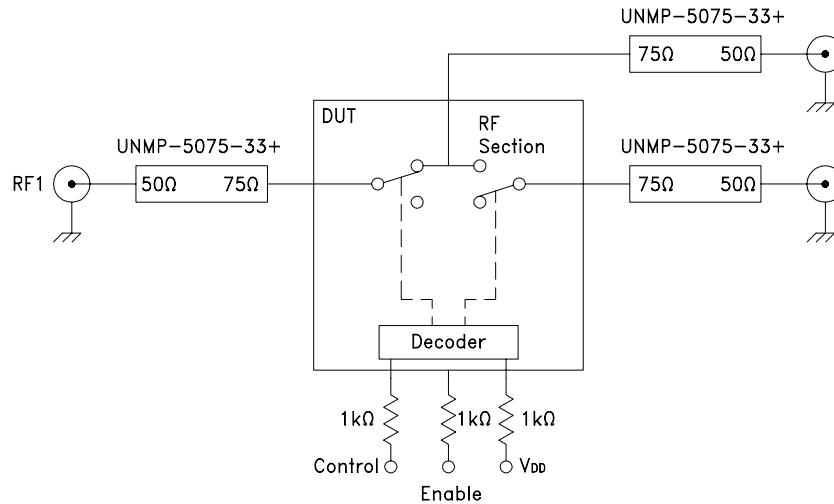 UNMP-5075-33+
75Ω 50Ω
DUT
RF
Section
UNMP-5075-33+
UNMP-5075-33+
RF1
50Ω 75Ω
75Ω 50Ω
Decoder
1kΩ
1kΩ
1kΩ
Control
VDD
Enable